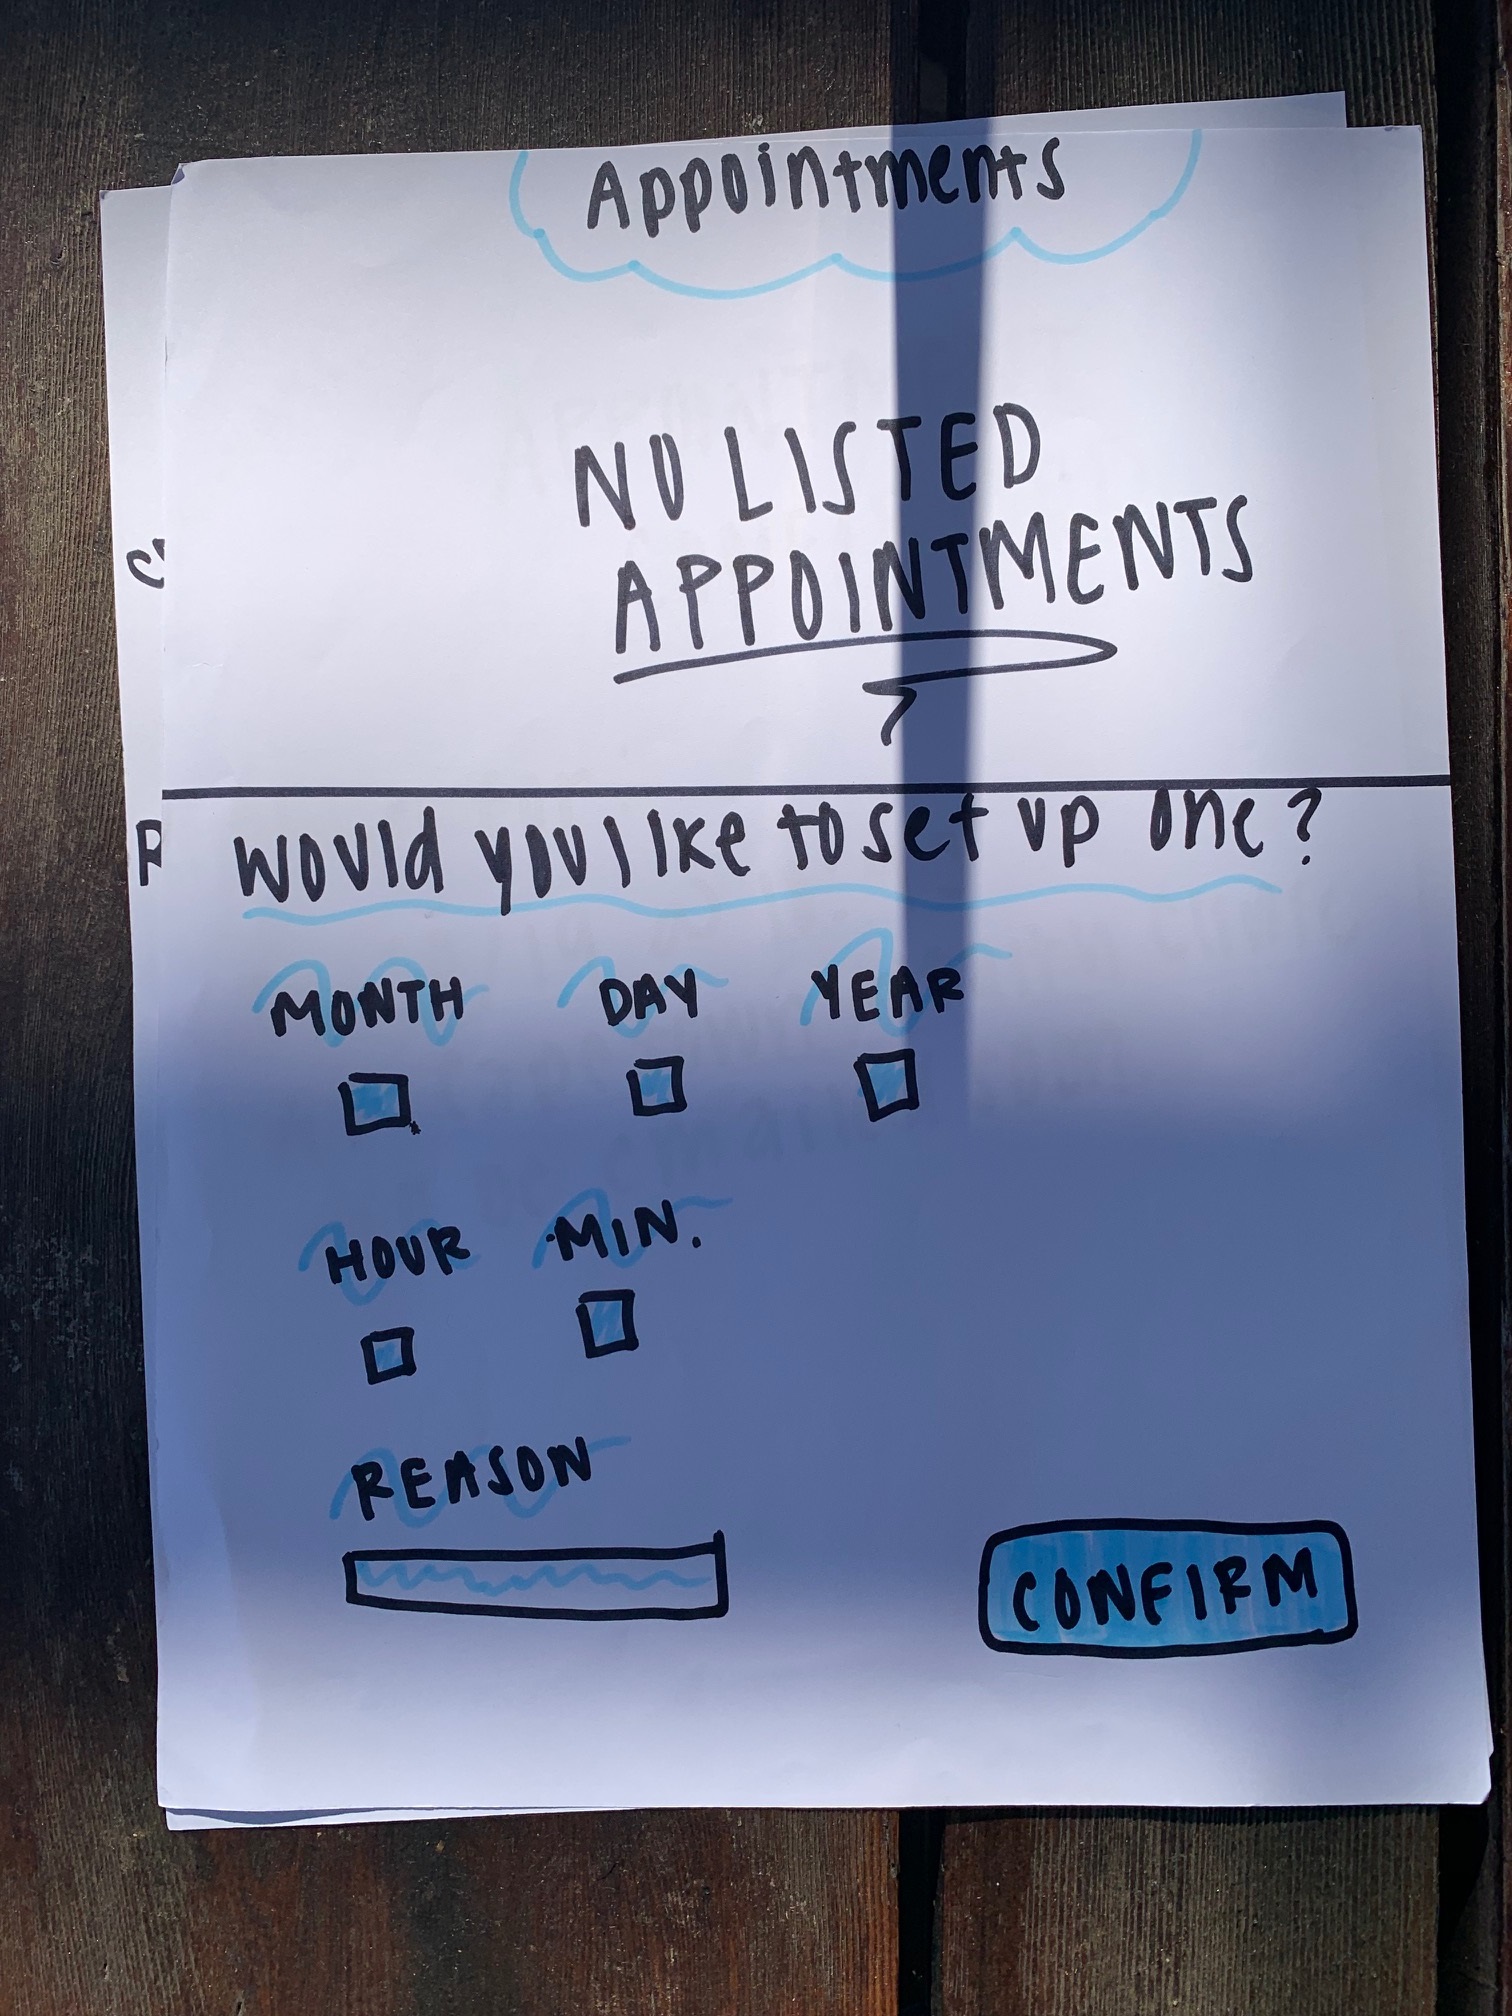 Appointments
NO LISTED
APPOINTMENTS
would you like to set up one?
MONTH DAY YEAR
HOUR MIN.
REASON
CONFIRM